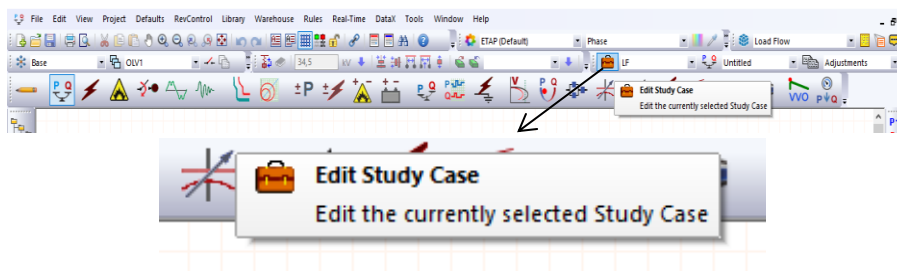 File Edit View Project Defaults RevControl Library Warehouse Rules Real-Time DataX Tools Window Help
ETAP (Default) Phase Load Flow
Base OLV1 34,5 kV LF Untitled Adjustments
Edit Study Case
Edit the currently selected Study Case
VVO
Edit Study Case
Edit the currently selected Study Case